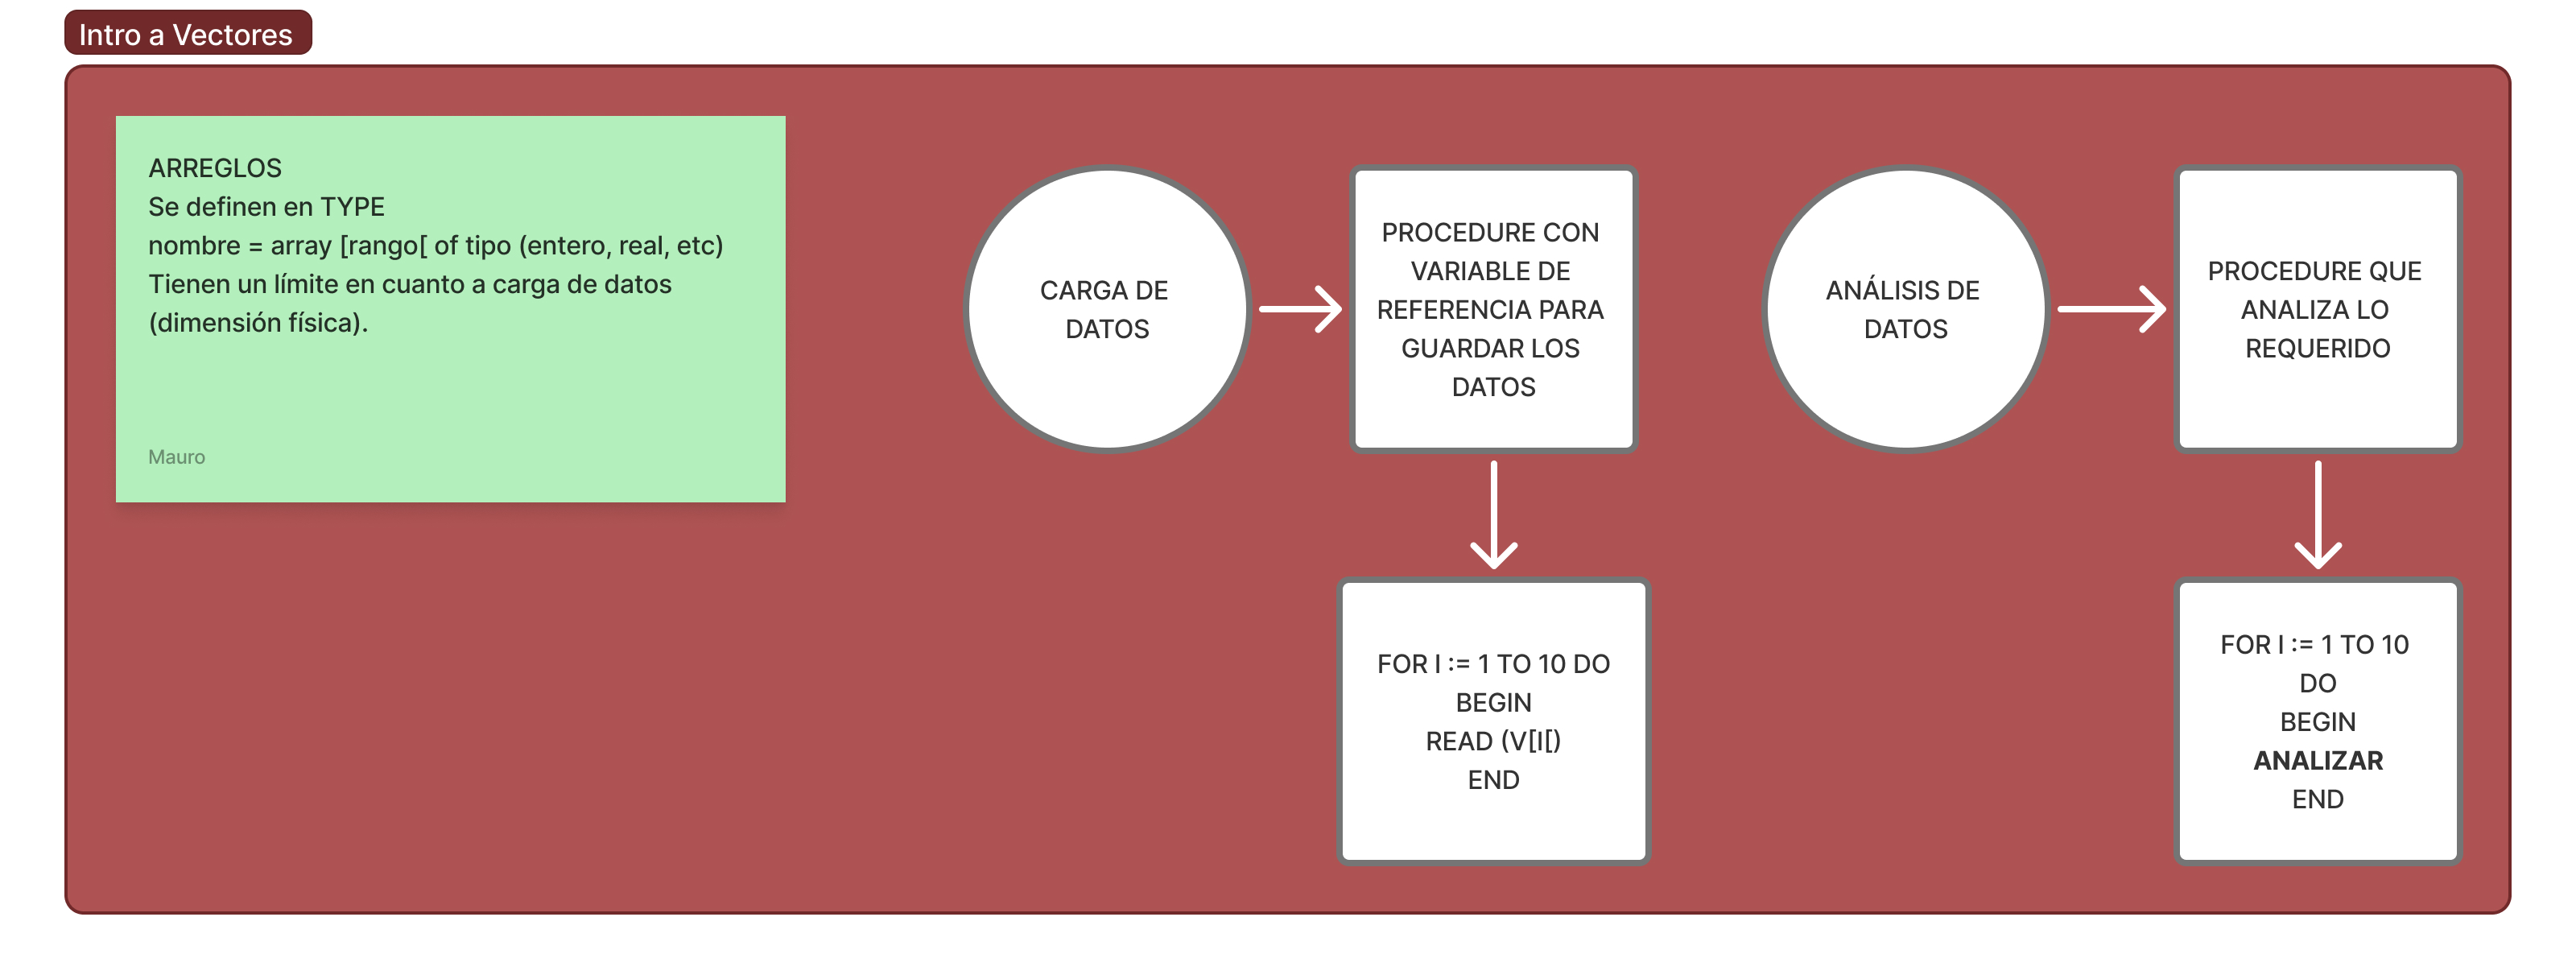 Intro a Vectores
ARREGLOS
Se definen en TYPE
nombre = array [rango[ of tipo (entero, real, etc)
Tienen un límite en cuanto a carga de datos
(dimensión física).
Mauro
CARGA DE
DATOS
PROCEDURE CON
VARIABLE DE
REFERENCIA PARA
GUARDAR LOS
DATOS
FOR I := 1 TO 10 DO
BEGIN
READ (V[I[)
END
ANÁLISIS DE
DATOS
PROCEDURE QUE
ANALIZA LO
REQUERIDO
FOR I := 1 TO 10
DO
BEGIN
ANALIZAR
END